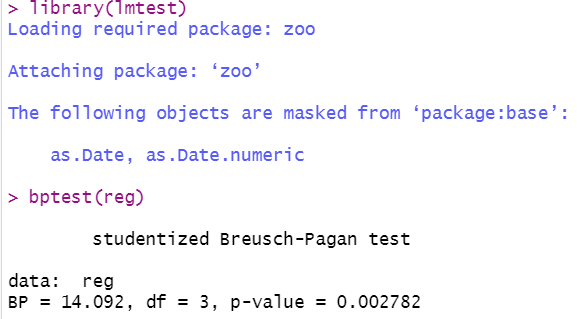 > library(lmtest)
Loading required package: zoo
Attaching package: ‘zoo’
The following objects are masked from ‘package:base’:
as.Date, as.Date.numeric
> bptest(reg)
studentized Breusch-Pagan test
data:  reg
BP = 14.092, df = 3, p-value = 0.002782